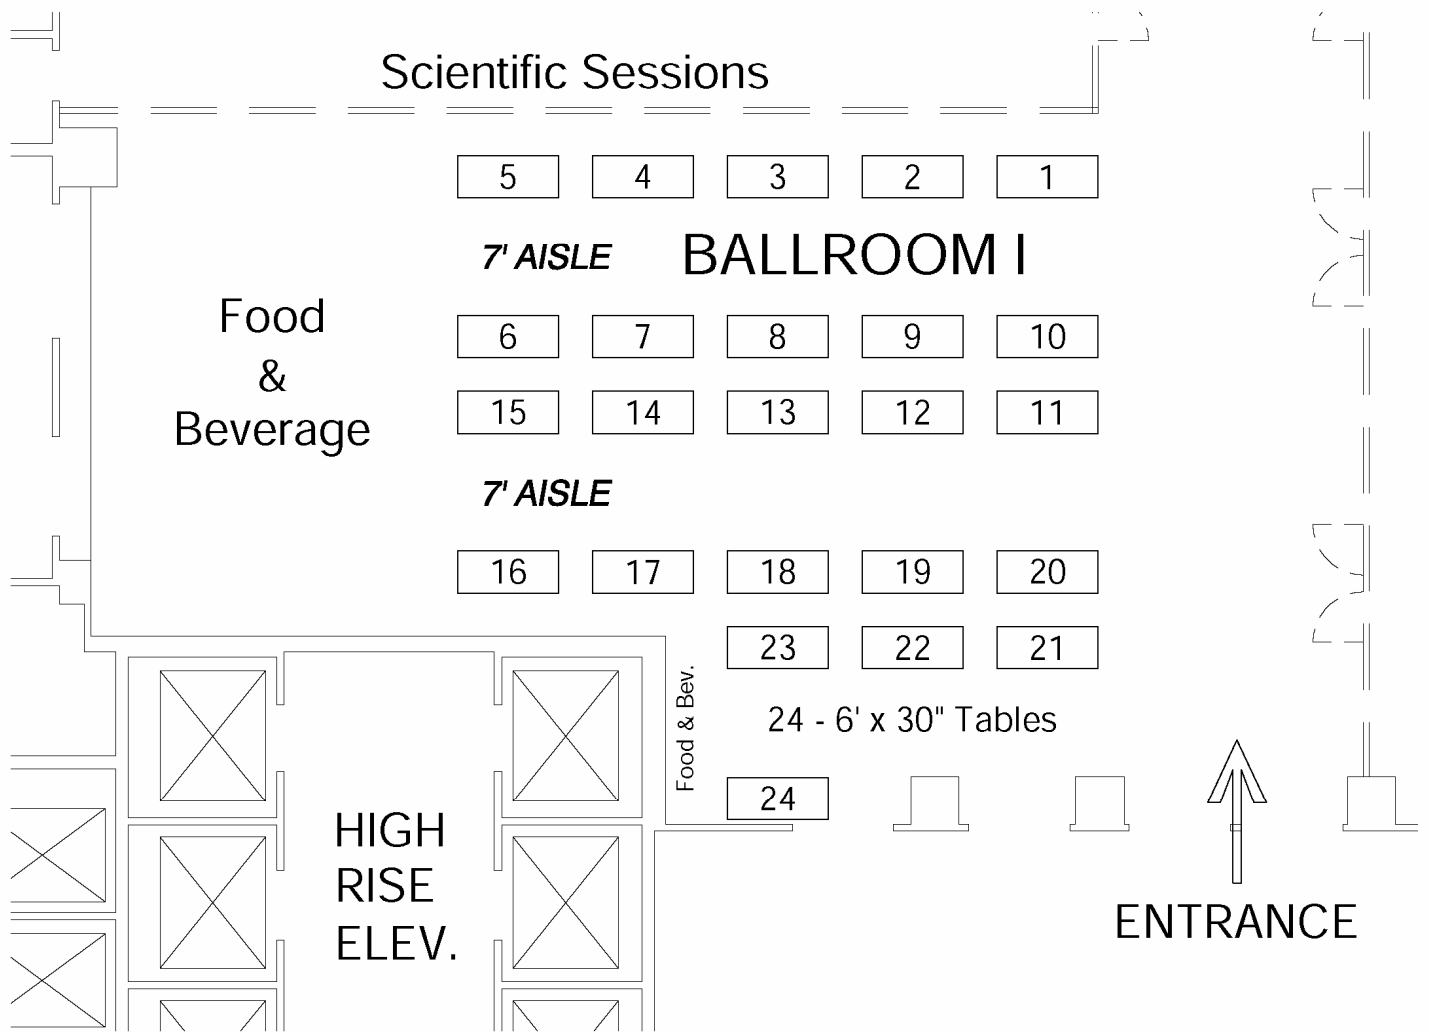 Scientific Sessions
5 4 3 2 1
7' AISLE BALLROOM I
Food
&
Beverage
6 7 8 9 10
15 14 13 12 11
7' AISLE
16 17 18 19 20
23 22 21
Food & Bev.
24 - 6' x 30" Tables
24
HIGH
RISE
ELEV.
ENTRANCE